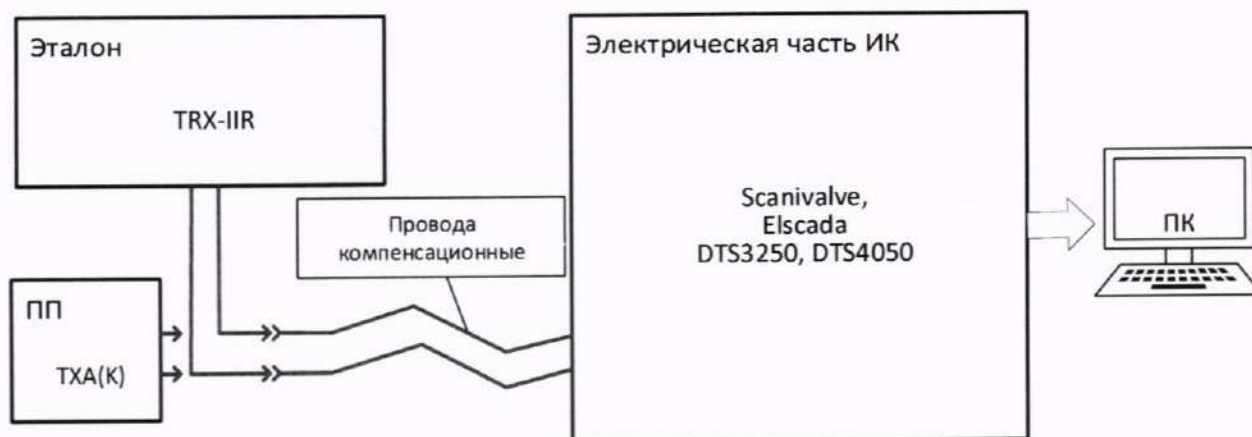 Эталон
TRX-IIR
Электрическая часть ИК
Провода
компенсационные
Scanivalve,
Elscada
DTS3250, DTS4050
ПК
ПП
ТХА(К)